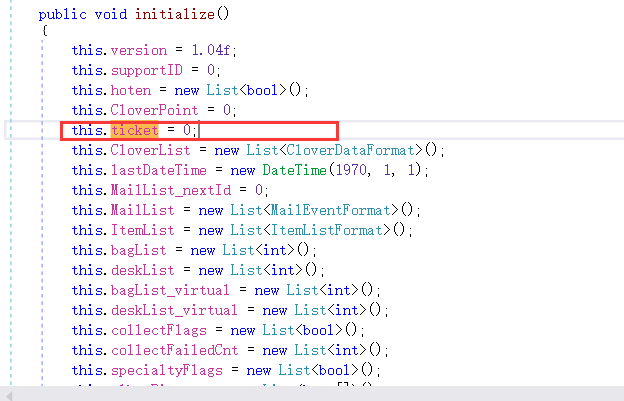 public void initialize()
{
this.version = 1.04f;
this.supportID = 0;
this.hoten = new List<bool>();
this.CloverPoint = 0;
this.ticket = 0;
this.CloverList = new List<CloverDataFormat>();
this.lastDateTime = new DateTime(1970, 1, 1);
this.MailList_nextId = 0;
this.MailList = new List<MailEventFormat>();
this.ItemList = new List<ItemListFormat>();
this.bagList = new List<int>();
this.deskList = new List<int>();
this.bagList_virtual = new List<int>();
this.deskList_virtual = new List<int>();
this.collectFlags = new List<bool>();
this.collectFailedCnt = new List<int>();
this.specialtyFlags = new List<bool>();